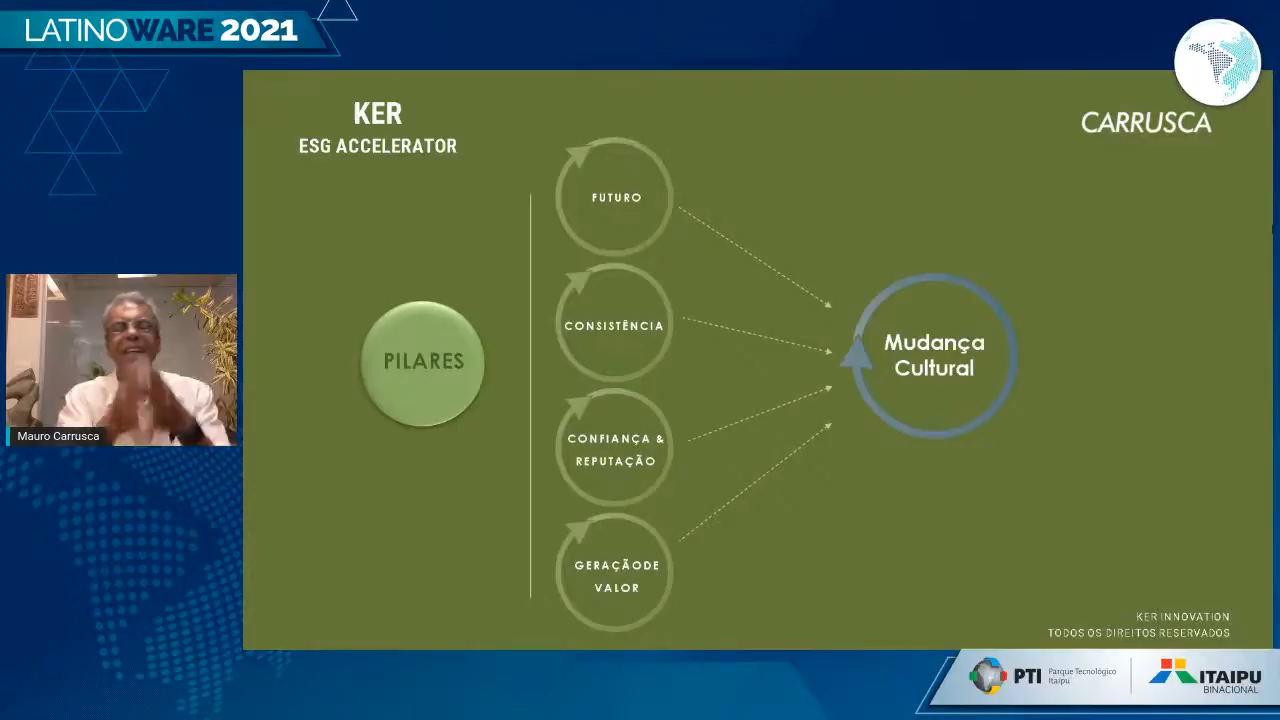 LATINOWARE 2021
KER
ESG ACCELERATOR
CARRUSCA
PILARES
FUTURO
CONSISTÊNCIA
CONFIANÇA &
REPUTAÇÃO
GERAÇÃODE
VALOR
Mudança
Cultural
Mauro Carrusca
KER INNOVATION
TODOS OS DIREITOS RESERVADOS
PTI Parque Tecnológico
Itaipu
ITAIPU
BINACIONAL